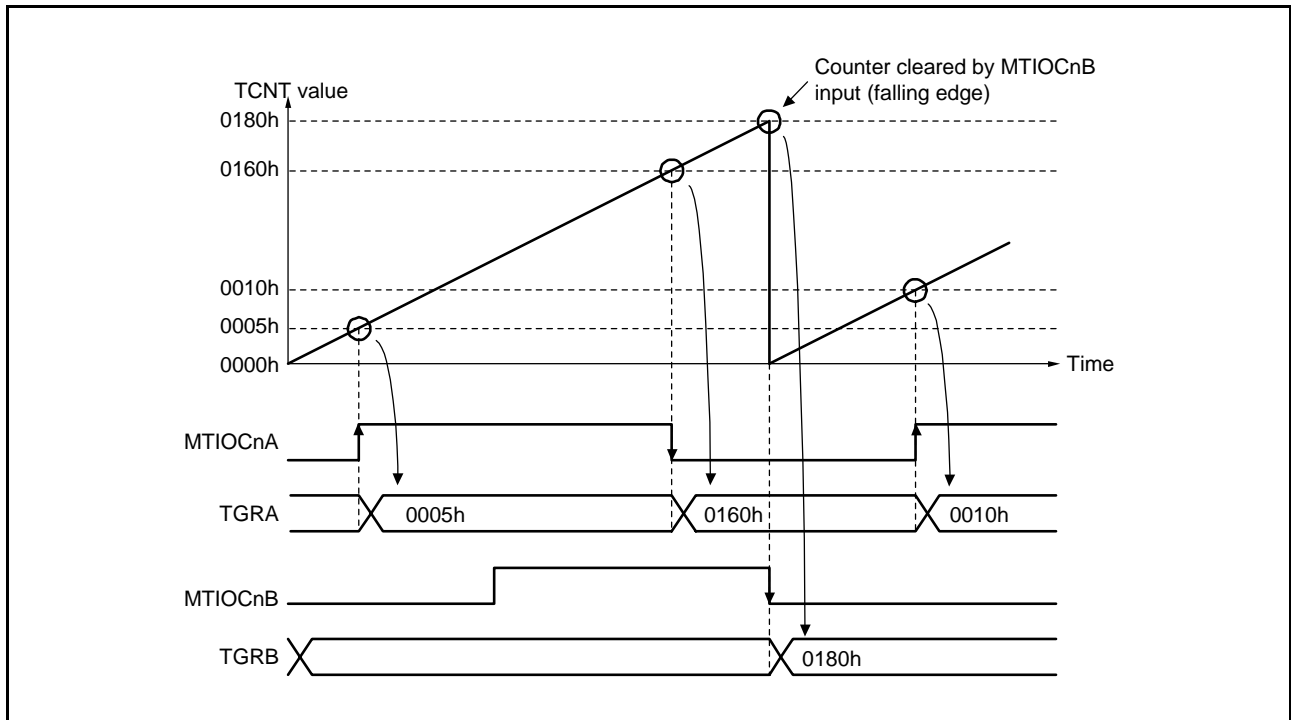 Counter cleared by MTIOCnB
input (falling edge)
TCNT value
0180h
0160h
0010h
0005h
0000h
Time
MTIOCnA
TGRA
0005h
0160h
0010h
MTIOCnB
TGRB
0180h